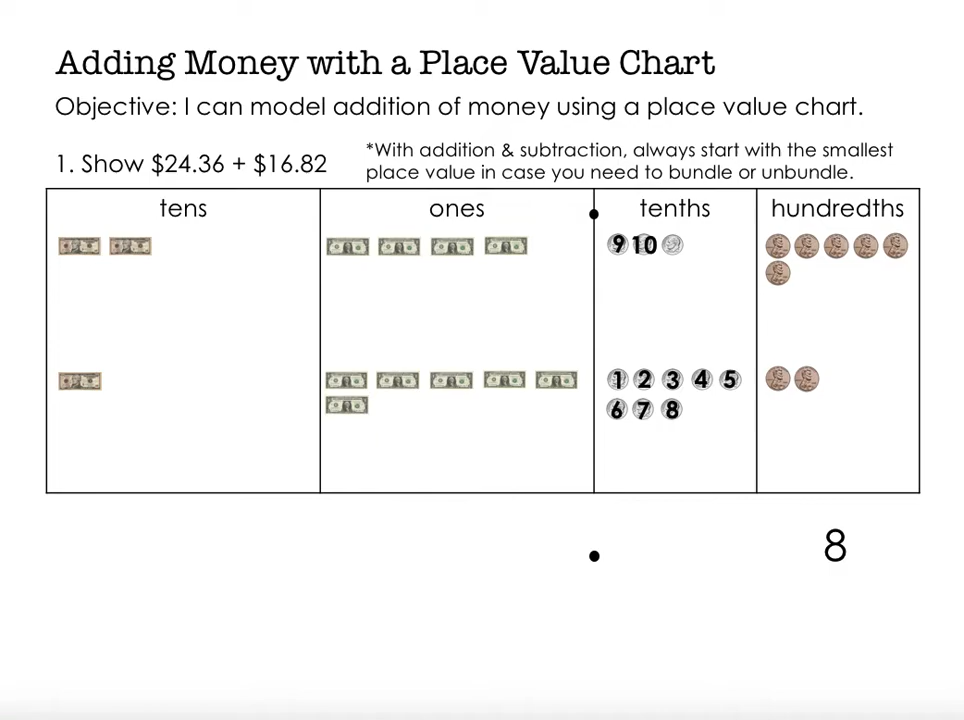 Adding Money with a Place Value Chart
Objective: I can model addition of money using a place value chart.
1. Show $24.36 + $16.82
*With addition & subtraction, always start with the smallest
place value in case you need to bundle or unbundle.
tens ones . tenths hundredths
9 10
1 2 3 4 5
6 7 8
. 8